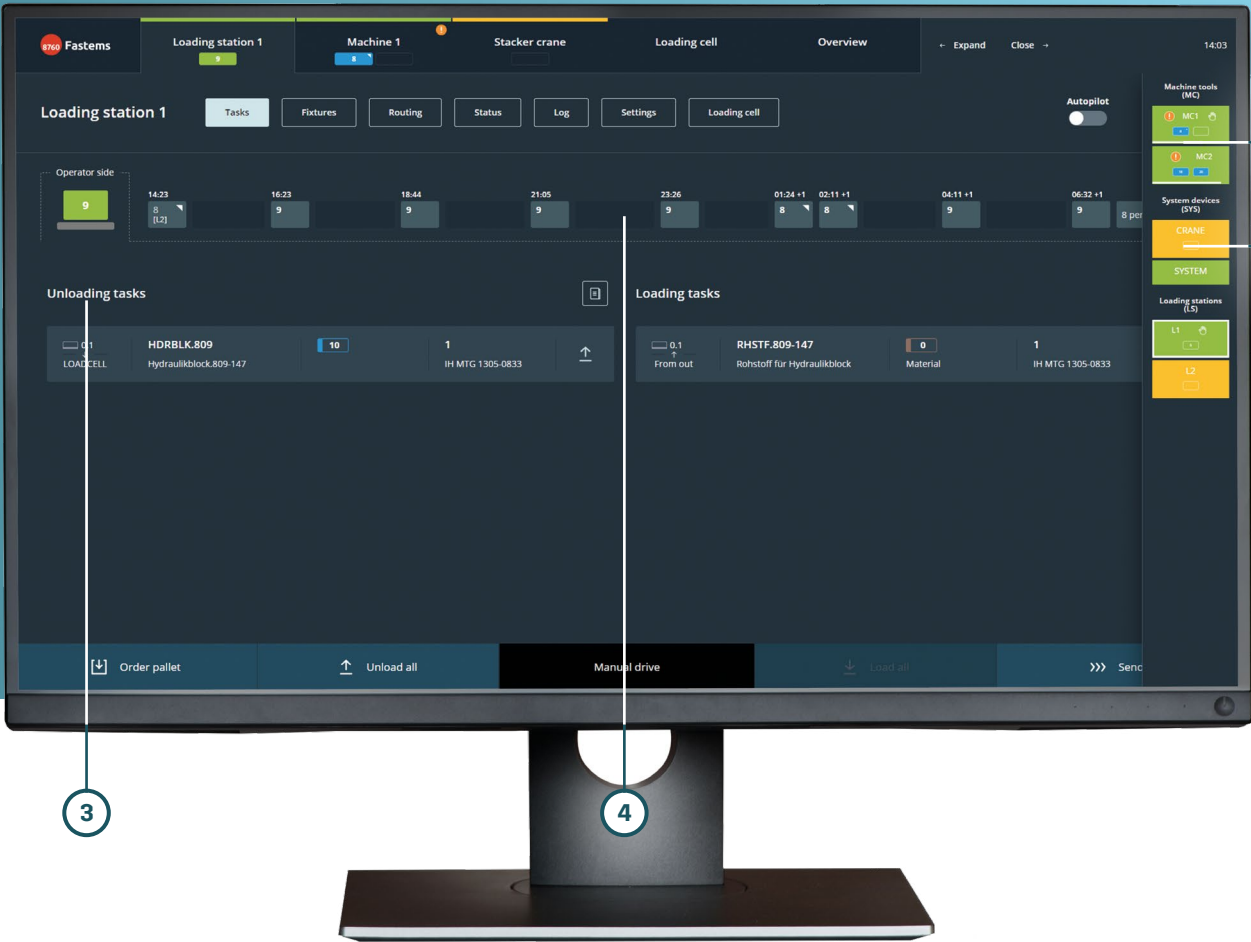 8760 Fastems
Loading station 1
9
Machine 1
!
8
Stacker crane
Loading cell
Overview
← Expand
Close →
14:03
Loading station 1
Tasks
Fixtures
Routing
Status
Log
Settings
Loading cell
Autopilot
Machine tools
(MC)
! MC1
! MC2
System devices
(SYS)
CRANE
SYSTEM
Loading stations
(LS)
L1
L2
Operator side
9
14:23
8
[L2]
16:23
9
18:44
9
21:05
9
23:26
9
01:24 +1
8
02:11 +1
8
04:11 +1
9
06:32 +1
9
8 per
Unloading tasks
0.1
LOADCELL
HDRBLK.809
Hydraulikblock.809-147
10
1
IH MTG 1305-0833
Loading tasks
0.1
From out
RHSTF.809-147
Rohstoff für Hydraulikblock
0
Material
1
IH MTG 1305-0833
Order pallet
Unload all
Manual drive
Load all
Send
3
4